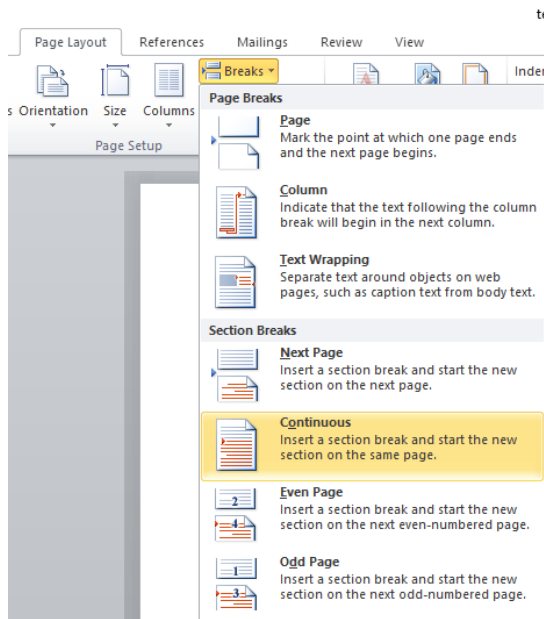 te
Page Layout References Mailings Review View
Breaks
Inden
s Orientation Size Columns
Page Setup
Page Breaks
Page
Mark the point at which one page ends
and the next page begins.
Column
Indicate that the text following the column
break will begin in the next column.
Text Wrapping
Separate text around objects on web
pages, such as caption text from body text.
Section Breaks
Next Page
Insert a section break and start the new
section on the next page.
Continuous
Insert a section break and start the new
section on the same page.
2
4
Even Page
Insert a section break and start the new
section on the next even-numbered page.
1
3
Odd Page
Insert a section break and start the new
section on the next odd-numbered page.